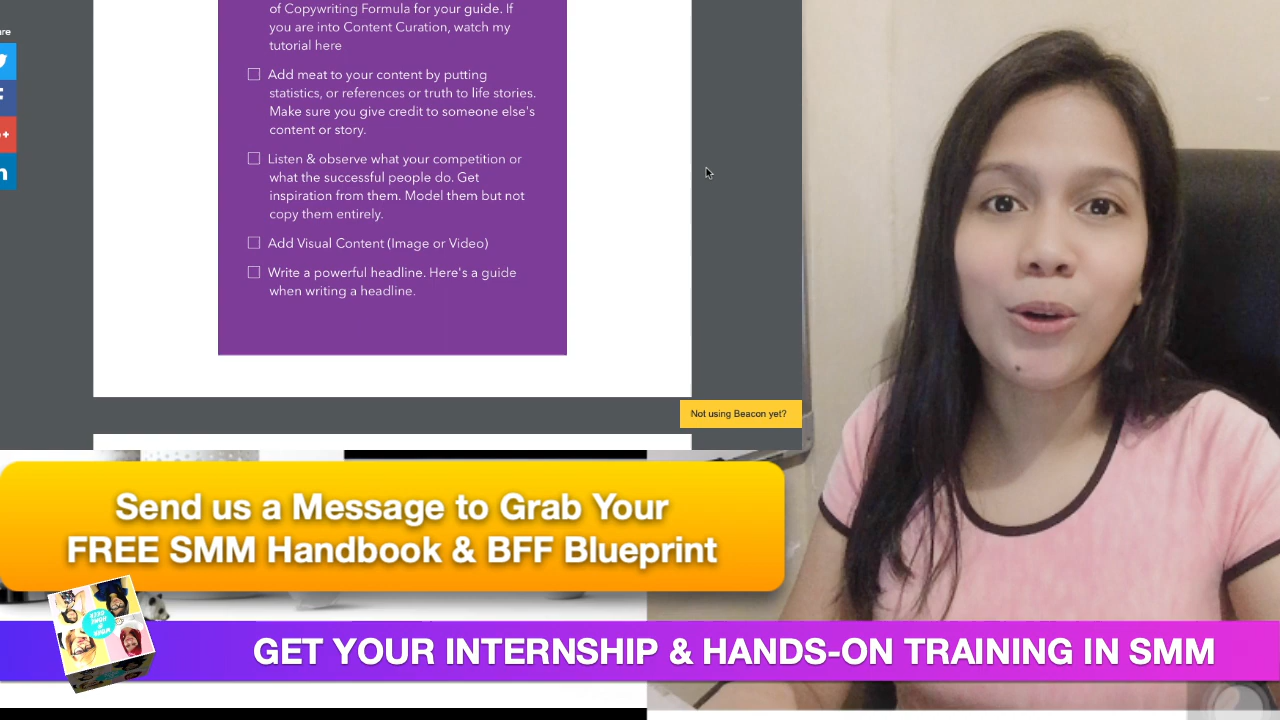 of Copywriting Formula for your guide. If
you are into Content Curation, watch my
tutorial here
Add meat to your content by putting
statistics, or references or truth to life stories.
Make sure you give credit to someone else's
content or story.
Listen & observe what your competition or
what the successful people do. Get
inspiration from them. Model them but not
copy them entirely.
Add Visual Content (Image or Video)
Write a powerful headline. Here's a guide
when writing a headline.
Not using Beacon yet?
Send us a Message to Grab Your
FREE SMM Handbook & BFF Blueprint
GET YOUR INTERNSHIP & HANDS-ON TRAINING IN SMM